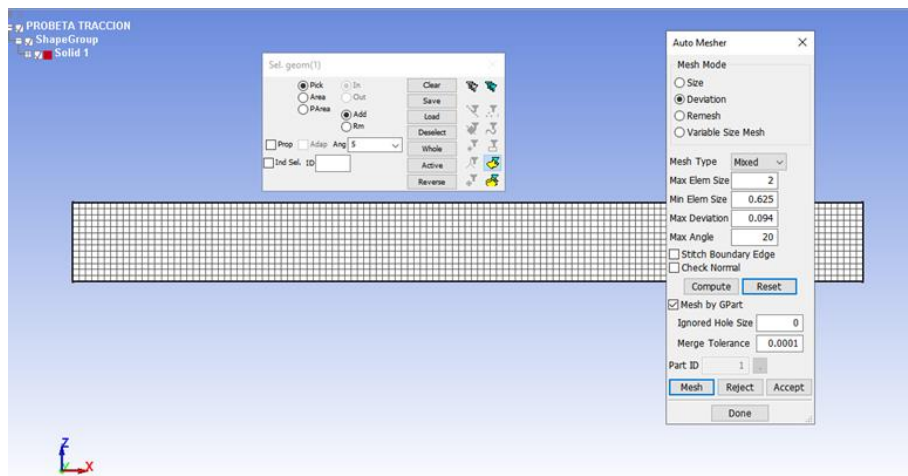 PROBETA TRACCION
ShapeGroup
Solid 1
Sel. geom(1)
Pick In Clear
Area Out Save
PArea Add Load
Rm Deselect
Prop Adap Ang 5 Whole
Ind Sel. ID Active
Reverse
Auto Mesher
Mesh Mode
Size
Deviation
Remesh
Variable Size Mesh
Mesh Type Mixed
Max Elem Size 2
Min Elem Size 0.625
Max Deviation 0.094
Max Angle 20
Stitch Boundary Edge
Check Normal
Compute Reset
Mesh by GPart
Ignored Hole Size 0
Merge Tolerance 0.0001
Part ID 1 .
Mesh Reject Accept
Done
Z
X